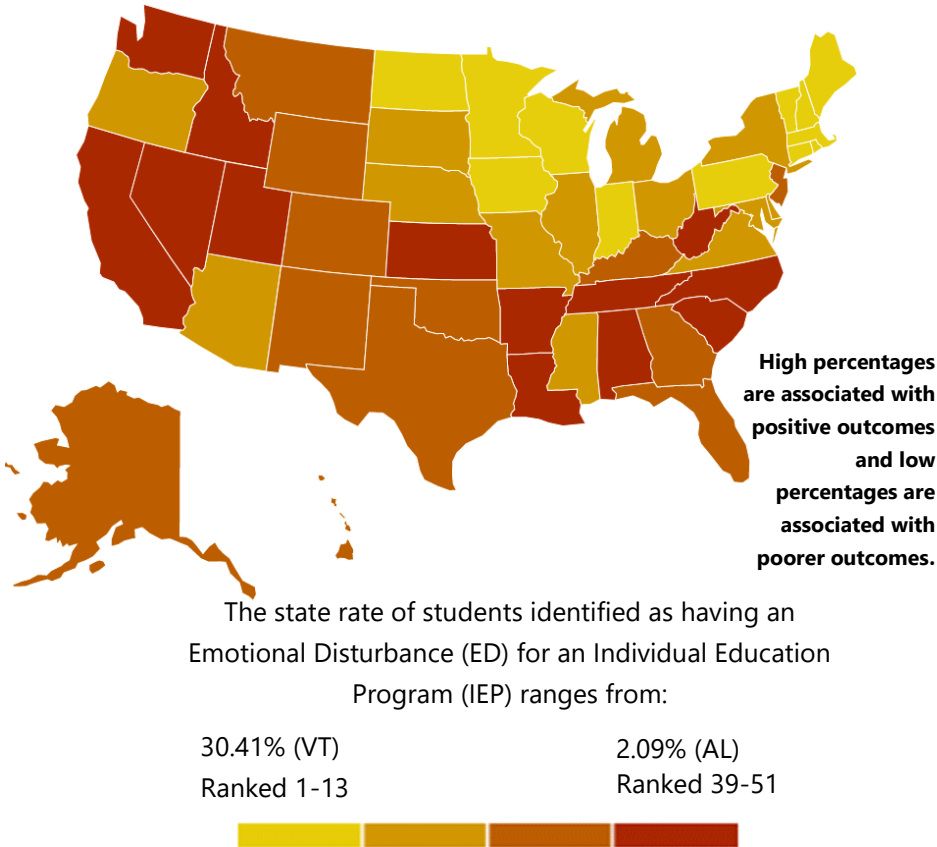 High percentages
are associated with
positive outcomes
and low
percentages are
associated with
poorer outcomes.
The state rate of students identified as having an
Emotional Disturbance (ED) for an Individual Education
Program (IEP) ranges from:
30.41% (VT)
Ranked 1-13
2.09% (AL)
Ranked 39-51